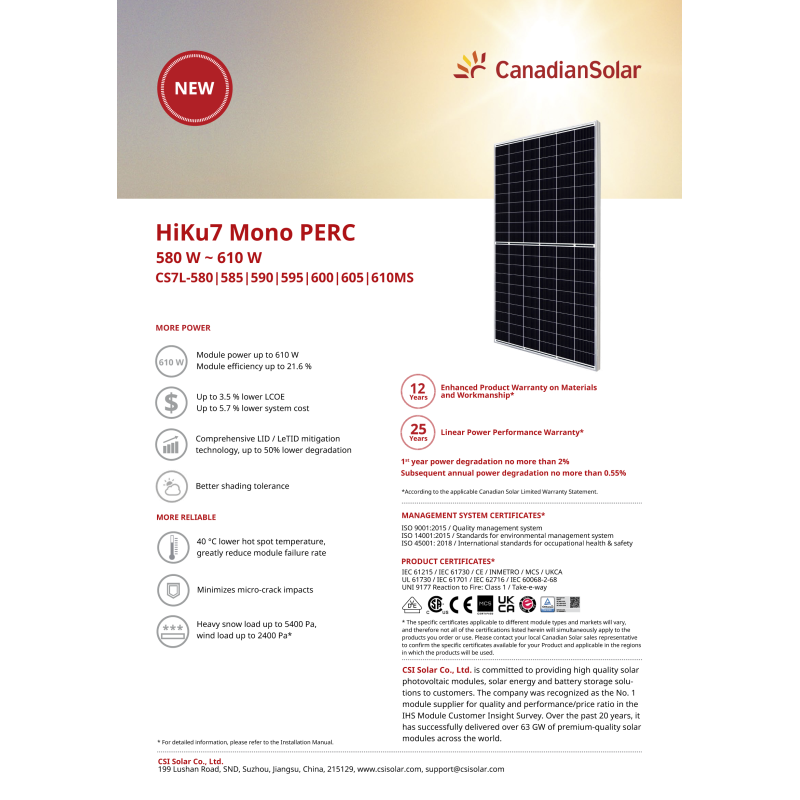 NEW
CanadianSolar
HiKu7 Mono PERC
580 W ~ 610 W
CS7L-580|585|590|595|600|605|610MS
MORE POWER
610 W
Module power up to 610 W
Module efficiency up to 21.6 %
$
Up to 3.5 % lower LCOE
Up to 5.7 % lower system cost
Comprehensive LID / LeTID mitigation
technology, up to 50% lower degradation
Better shading tolerance
MORE RELIABLE
40 °C lower hot spot temperature,
greatly reduce module failure rate
Minimizes micro-crack impacts
Heavy snow load up to 5400 Pa,
wind load up to 2400 Pa*
* For detailed information, please refer to the Installation Manual.
12
Years
Enhanced Product Warranty on Materials
and Workmanship*
25
Years
Linear Power Performance Warranty*
1st year power degradation no more than 2%
Subsequent annual power degradation no more than 0.55%
*According to the applicable Canadian Solar Limited Warranty Statement.
MANAGEMENT SYSTEM CERTIFICATES*
ISO 9001:2015 / Quality management system
ISO 14001:2015 / Standards for environmental management system
ISO 45001: 2018 / International standards for occupational health & safety
PRODUCT CERTIFICATES*
IEC 61215 / IEC 61730 / CE / INMETRO / MCS / UKCA
UL 61730 / IEC 61701 / IEC 62716 / IEC 60068-2-68
UNI 9177 Reaction to Fire: Class 1 / Take-e-way
CE MCS UKCA
* The specific certificates applicable to different module types and markets will vary,
and therefore not all of the certifications listed herein will simultaneously apply to the
products you order or use. Please contact your local Canadian Solar sales representative
to confirm the specific certificates available for your Product and applicable in the regions
in which the products will be used.
CSI Solar Co., Ltd. is committed to providing high quality solar
photovoltaic modules, solar energy and battery storage solu-
tions to customers. The company was recognized as the No. 1
module supplier for quality and performance/price ratio in the
IHS Module Customer Insight Survey. Over the past 20 years, it
has successfully delivered over 63 GW of premium-quality solar
modules across the world.
CSI Solar Co., Ltd.
199 Lushan Road, SND, Suzhou, Jiangsu, China, 215129, www.csisolar.com, support@csisolar.com